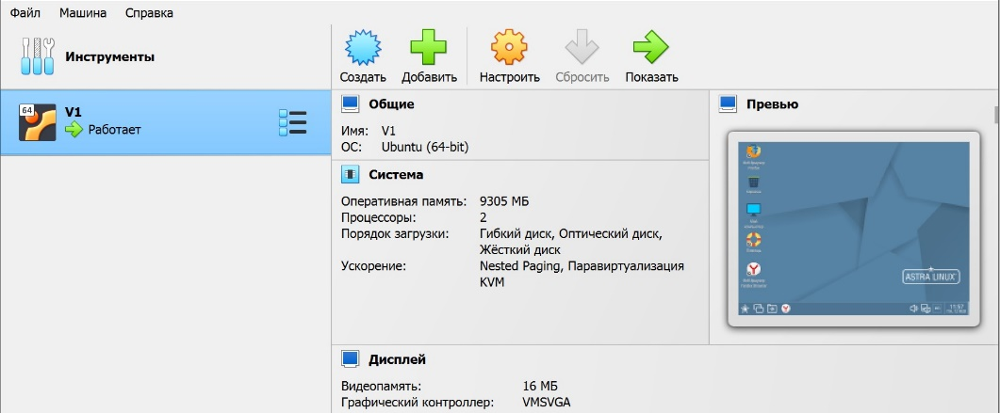 Файл Машина Справка
Инструменты
Создать Добавить Настроить Сбросить Показать
64
V1
Работает
Общие
Имя: V1
ОС: Ubuntu (64-bit)
Система
Оперативная память: 9305 МБ
Процессоры: 2
Порядок загрузки: Гибкий диск, Оптический диск,
Жёсткий диск
Ускорение: Nested Paging, Паравиртуализация
KVM
Дисплей
Видеопамять: 16 МБ
Графический контроллер: VMSVGA
Превью
ASTRA LINUX
11:57